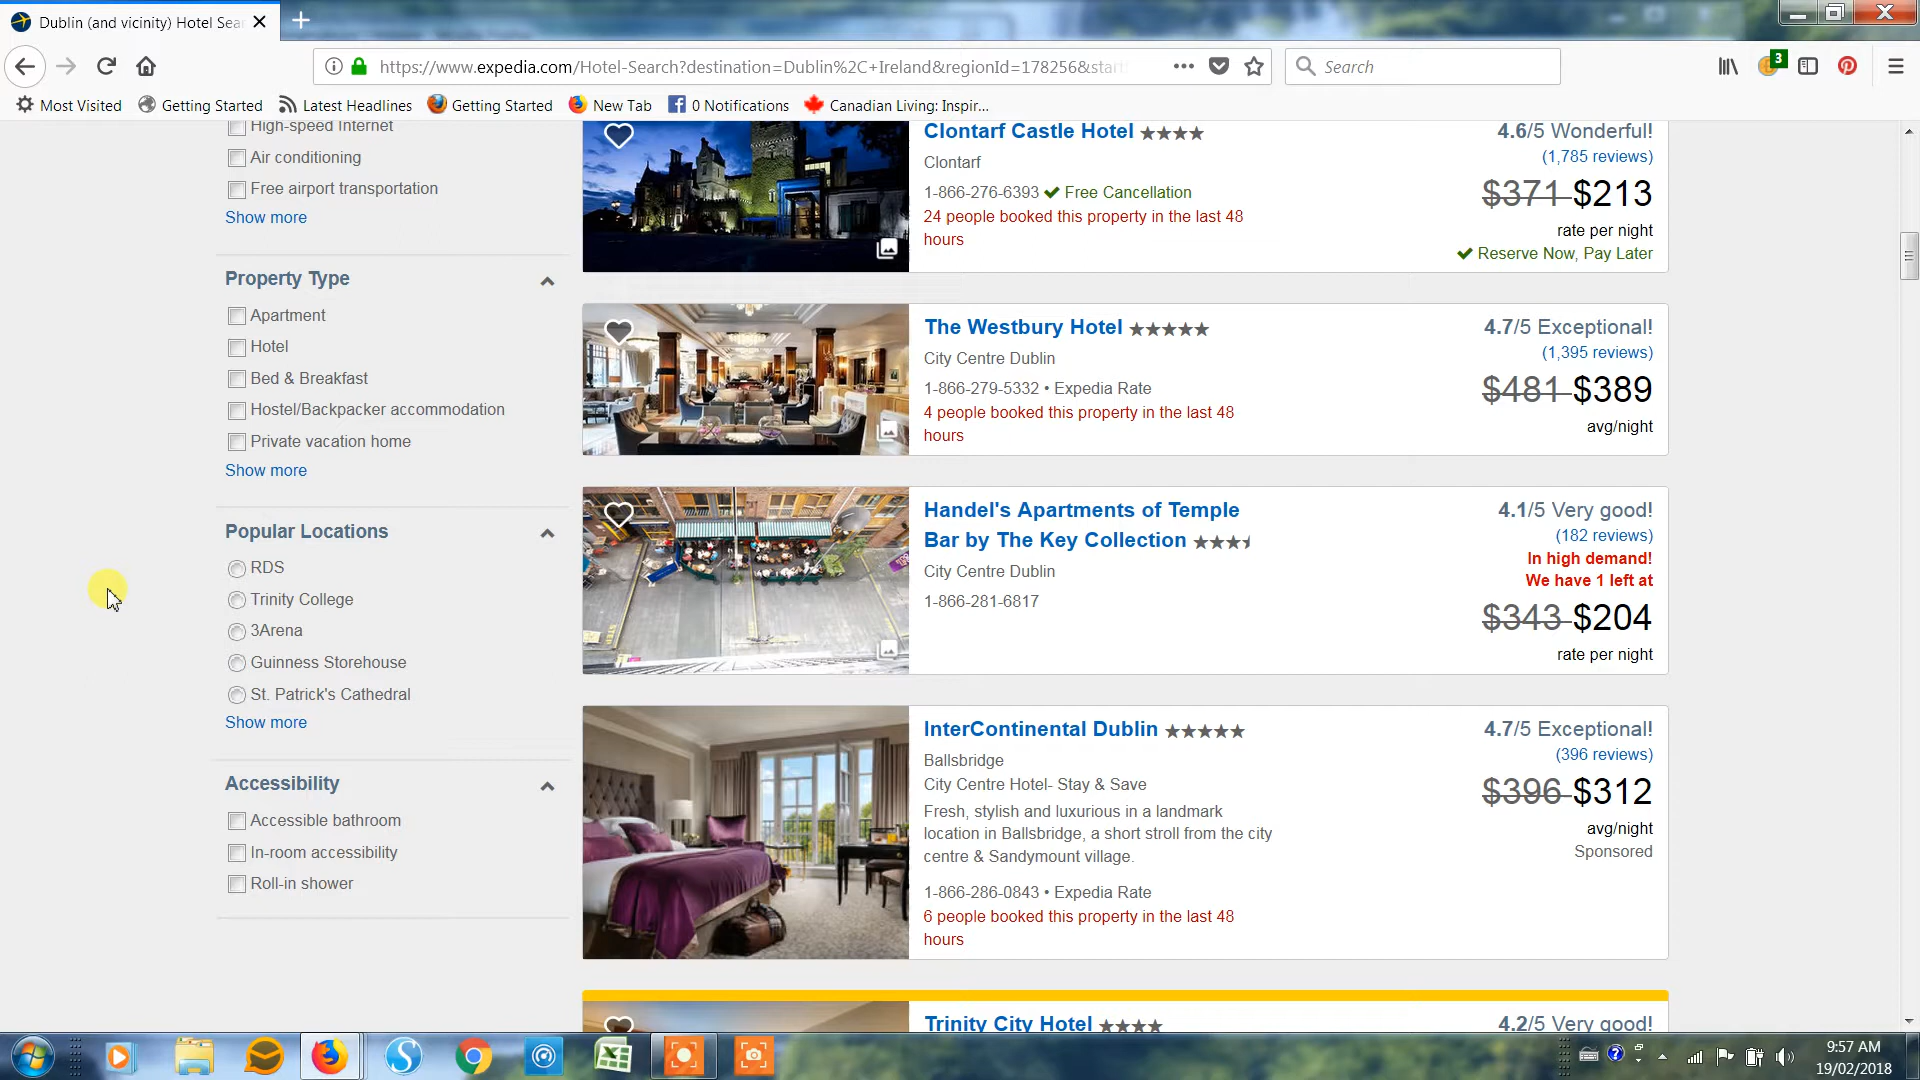 Dublin (and vicinity) Hotel Sear
https://www.expedia.com/Hotel-Search?destination=Dublin%2C+Ireland&regionId=178256&start
Search
3
Most Visited
Getting Started
Latest Headlines
Getting Started
New Tab
0 Notifications
Canadian Living: Inspir...
High-speed Internet
Air conditioning
Free airport transportation
Show more
Property Type
Apartment
Hotel
Bed & Breakfast
Hostel/Backpacker accommodation
Private vacation home
Show more
Popular Locations
RDS
Trinity College
3Arena
Guinness Storehouse
St. Patrick's Cathedral
Show more
Accessibility
Accessible bathroom
In-room accessibility
Roll-in shower
Clontarf Castle Hotel
Clontarf
1-866-276-6393 Free Cancellation
24 people booked this property in the last 48
hours
4.6/5 Wonderful!
(1,785 reviews)
$371 $213
rate per night
Reserve Now, Pay Later
The Westbury Hotel
City Centre Dublin
1-866-279-5332 • Expedia Rate
4 people booked this property in the last 48
hours
4.7/5 Exceptional!
(1,395 reviews)
$481 $389
avg/night
Handel's Apartments of Temple
Bar by The Key Collection
City Centre Dublin
1-866-281-6817
4.1/5 Very good!
(182 reviews)
In high demand!
We have 1 left at
$343 $204
rate per night
InterContinental Dublin
Ballsbridge
City Centre Hotel- Stay & Save
Fresh, stylish and luxurious in a landmark
location in Ballsbridge, a short stroll from the city
centre & Sandymount village.
1-866-286-0843 • Expedia Rate
6 people booked this property in the last 48
hours
4.7/5 Exceptional!
(396 reviews)
$396 $312
avg/night
Sponsored
Trinity City Hotel
4.2/5 Very good!
9:57 AM
19/02/2018